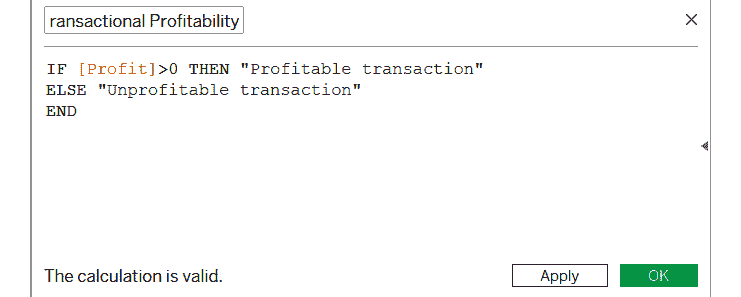 ransactional Profitability
IF [Profit]>0 THEN "Profitable transaction"
ELSE "Unprofitable transaction"
END
The calculation is valid.
Apply
OK